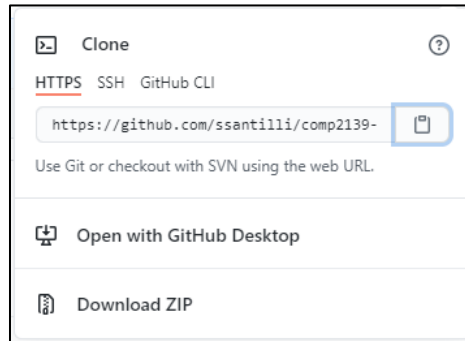 Clone
HTTPS SSH GitHub CLI
https://github.com/ssantilli/comp2139-
Use Git or checkout with SVN using the web URL.
Open with GitHub Desktop
Download ZIP